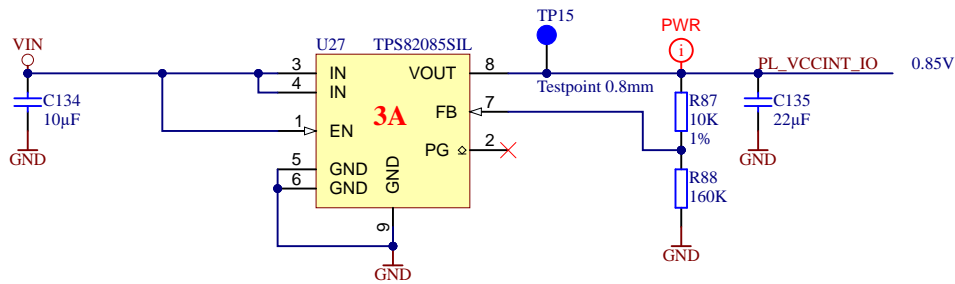 TP15
PWR
i
VIN
U27 TPS82085SIL
PL_VCCINT_IO 0.85V
3 IN VOUT 8
4 IN
Testpoint 0.8mm
C134
10µF
R87
10K
1%
C135
22µF
3A
FB 7
1 EN
PG 2
GND
GND
5 GND
6 GND
GND
9
R88
160K
GND
GND